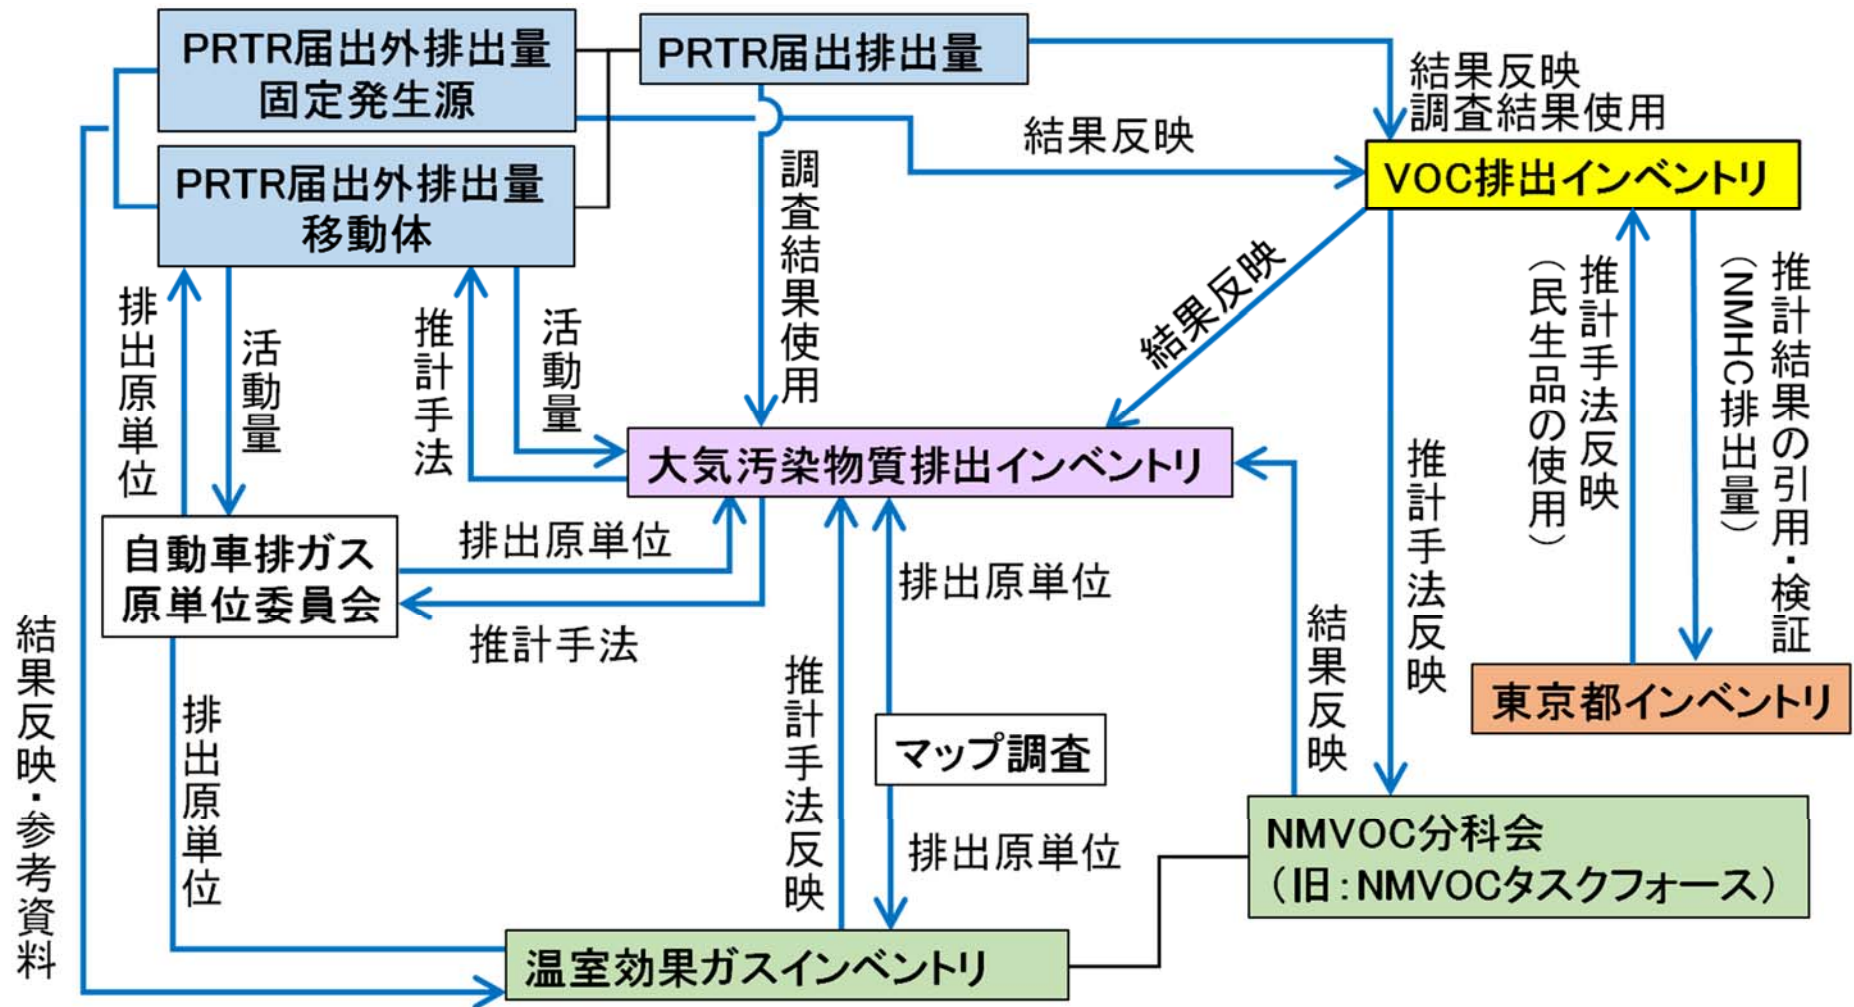 PRTR届出外排出量
固定発生源
PRTR届出排出量
結果反映
調査結果使用
結果反映
VOC排出インベントリ
PRTR届出外排出量
移動体
調査結果使用
結果反映
排出原単位
活動量
推計手法
活動量
推計手法反映
(民生品の使用)
推計結果の引用・検証
(NMHC排出量)
大気汚染物質排出インベントリ
自動車排ガス
原単位委員会
排出原単位
推計手法
排出原単位
推計手法反映
結果反映
東京都インベントリ
結果反映・参考資料
排出原単位
推計手法反映
マップ調査
排出原単位
NMVOC分科会
(旧:NMVOCタスクフォース)
温室効果ガスインベントリ